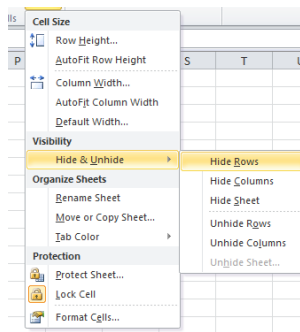 lls
Cell Size
Row Height...
AutoFit Row Height
P
S
T
Column Width...
AutoFit Column Width
Default Width...
Visibility
Hide & Unhide
Hide Rows
Organize Sheets
Hide Columns
Rename Sheet
Hide Sheet
Move or Copy Sheet...
Unhide Rows
Tab Color
Unhide Columns
Protection
Unhide Sheet...
Protect Sheet...
Lock Cell
Format Cells...